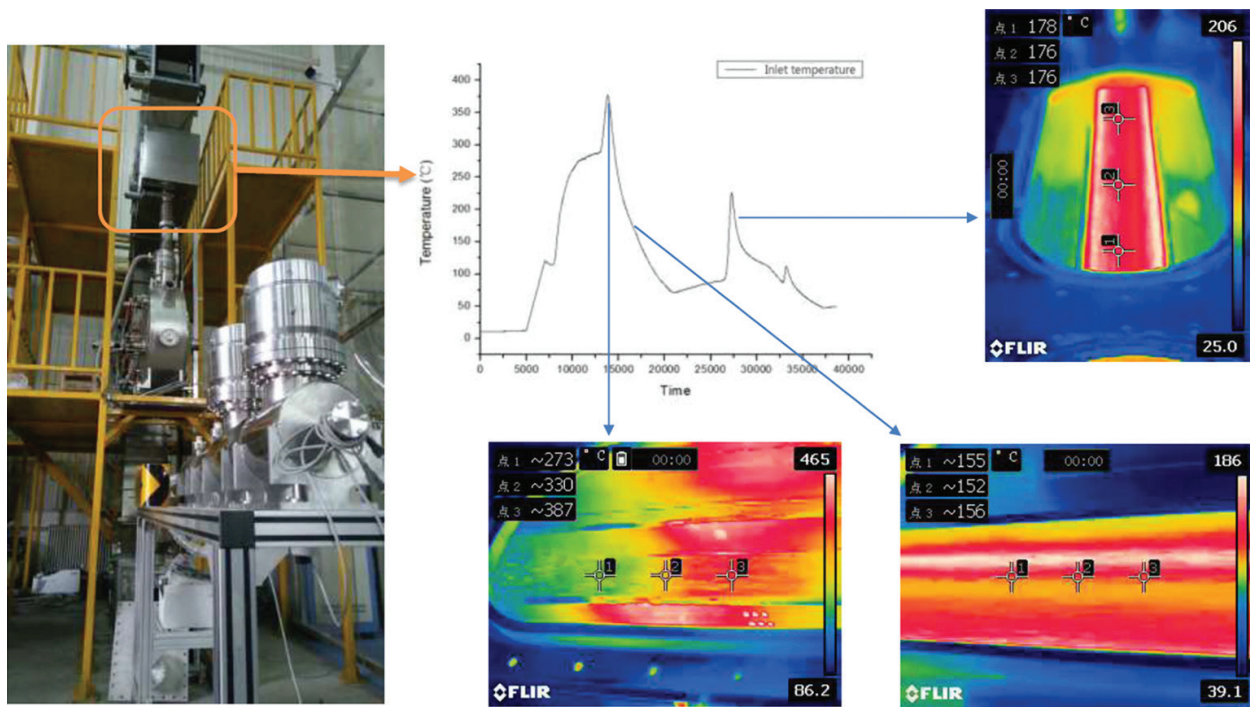 Inlet temperature
Temperature (℃)
400
350
300
250
200
150
100
50
0
0 5000 10000 15000 20000 25000 30000 35000 40000
Time
点1 178 °C 206
点2 176
点3 176
00:00
3
2
1
FLIR 25.0
点1 ~273 °C 00:00 465
点2 ~330
点3 ~387
1 2 3
FLIR 86.2
点1 ~155 °C 00:00 186
点2 ~152
点3 ~156
1 2 3
FLIR 39.1